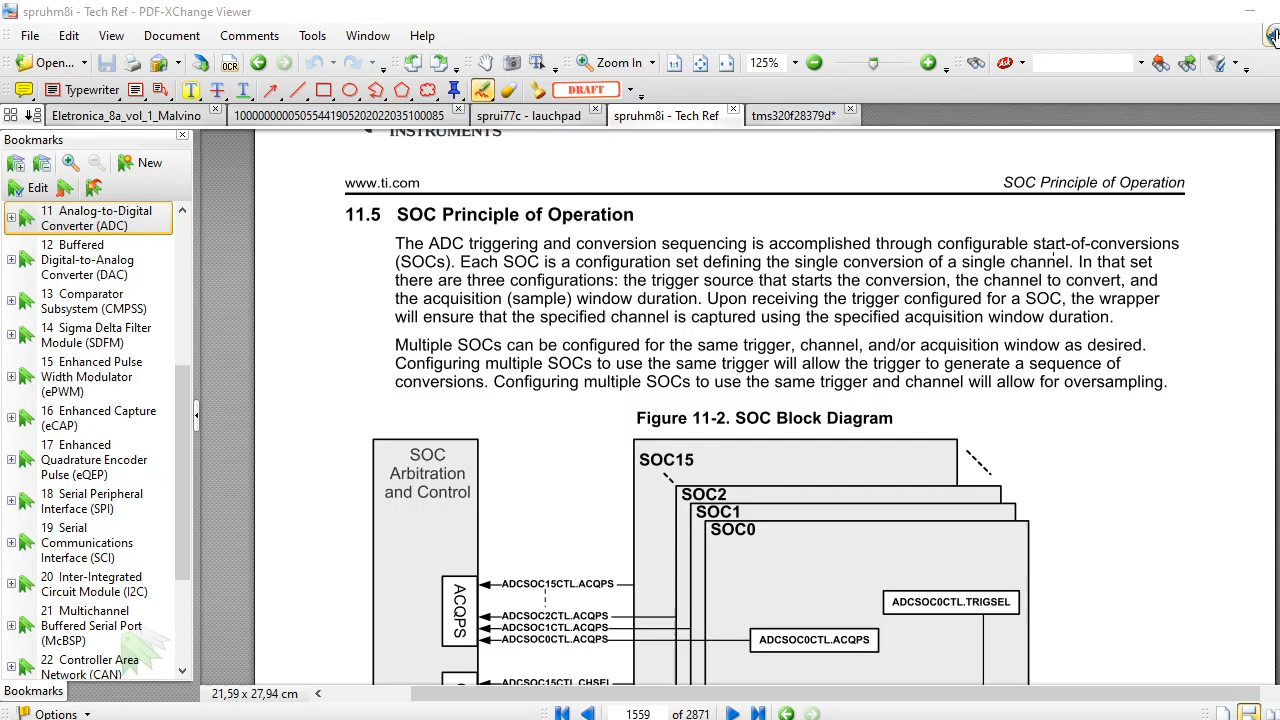 spruhm8i - Tech Ref - PDF-XChange Viewer
File Edit View Document Comments Tools Window Help
Open... OCR Zoom In 125%
Typewriter DRAFT
Eletronica_8a_vol_1_Malvino
10000000005055441905202022035100085
sprui77c - lauchpad
spruhm8i - Tech Ref
tms320f28379d*
Bookmarks
New
Edit
11 Analog-to-Digital
Converter (ADC)
12 Buffered
Digital-to-Analog
Converter (DAC)
13 Comparator
Subsystem (CMPSS)
14 Sigma Delta Filter
Module (SDFM)
15 Enhanced Pulse
Width Modulator
(ePWM)
16 Enhanced Capture
(eCAP)
17 Enhanced
Quadrature Encoder
Pulse (eQEP)
18 Serial Peripheral
Interface (SPI)
19 Serial
Communications
Interface (SCI)
20 Inter-Integrated
Circuit Module (I2C)
21 Multichannel
Buffered Serial Port
(McBSP)
22 Controller Area
Network (CAN)
Bookmarks
Options
INSTRUMENTS
www.ti.com
SOC Principle of Operation
11.5 SOC Principle of Operation
The ADC triggering and conversion sequencing is accomplished through configurable start-of-conversions
(SOCs). Each SOC is a configuration set defining the single conversion of a single channel. In that set
there are three configurations: the trigger source that starts the conversion, the channel to convert, and
the acquisition (sample) window duration. Upon receiving the trigger configured for a SOC, the wrapper
will ensure that the specified channel is captured using the specified acquisition window duration.
Multiple SOCs can be configured for the same trigger, channel, and/or acquisition window as desired.
Configuring multiple SOCs to use the same trigger will allow the trigger to generate a sequence of
conversions. Configuring multiple SOCs to use the same trigger and channel will allow for oversampling.
Figure 11-2. SOC Block Diagram
SOC
Arbitration
and Control
SOC15
SOC2
SOC1
SOC0
ACQPS
ADCSOC15CTL.ACQPS
ADCSOC2CTL.ACQPS
ADCSOC1CTL.ACQPS
ADCSOC0CTL.ACQPS
ADCSOC0CTL.TRIGSEL
ADCSOC0CTL.ACQPS
ADCSOC15CTL.CHSEL
21,59 x 27,94 cm
1559 of 2871